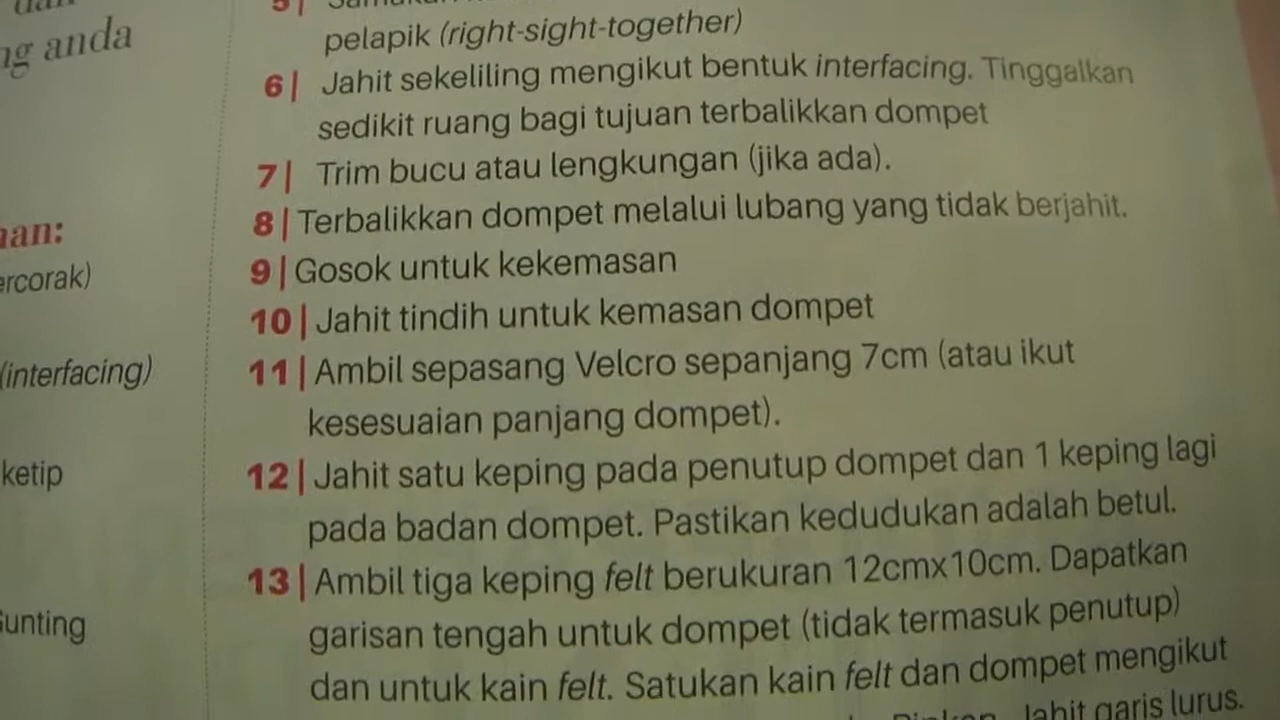 ng anda
nan:
ercorak)
(interfacing)
ketip
Gunting
5|
pelapik (right-sight-together)
6| Jahit sekeliling mengikut bentuk interfacing. Tinggalkan
sedikit ruang bagi tujuan terbalikkan dompet
7| Trim bucu atau lengkungan (jika ada).
8| Terbalikkan dompet melalui lubang yang tidak berjahit.
9| Gosok untuk kekemasan
10| Jahit tindih untuk kemasan dompet
11| Ambil sepasang Velcro sepanjang 7cm (atau ikut
kesesuaian panjang dompet).
12| Jahit satu keping pada penutup dompet dan 1 keping lagi
pada badan dompet. Pastikan kedudukan adalah betul.
13| Ambil tiga keping felt berukuran 12cmx10cm. Dapatkan
garisan tengah untuk dompet (tidak termasuk penutup)
dan untuk kain felt. Satukan kain felt dan dompet mengikut
Jahit garis lurus.